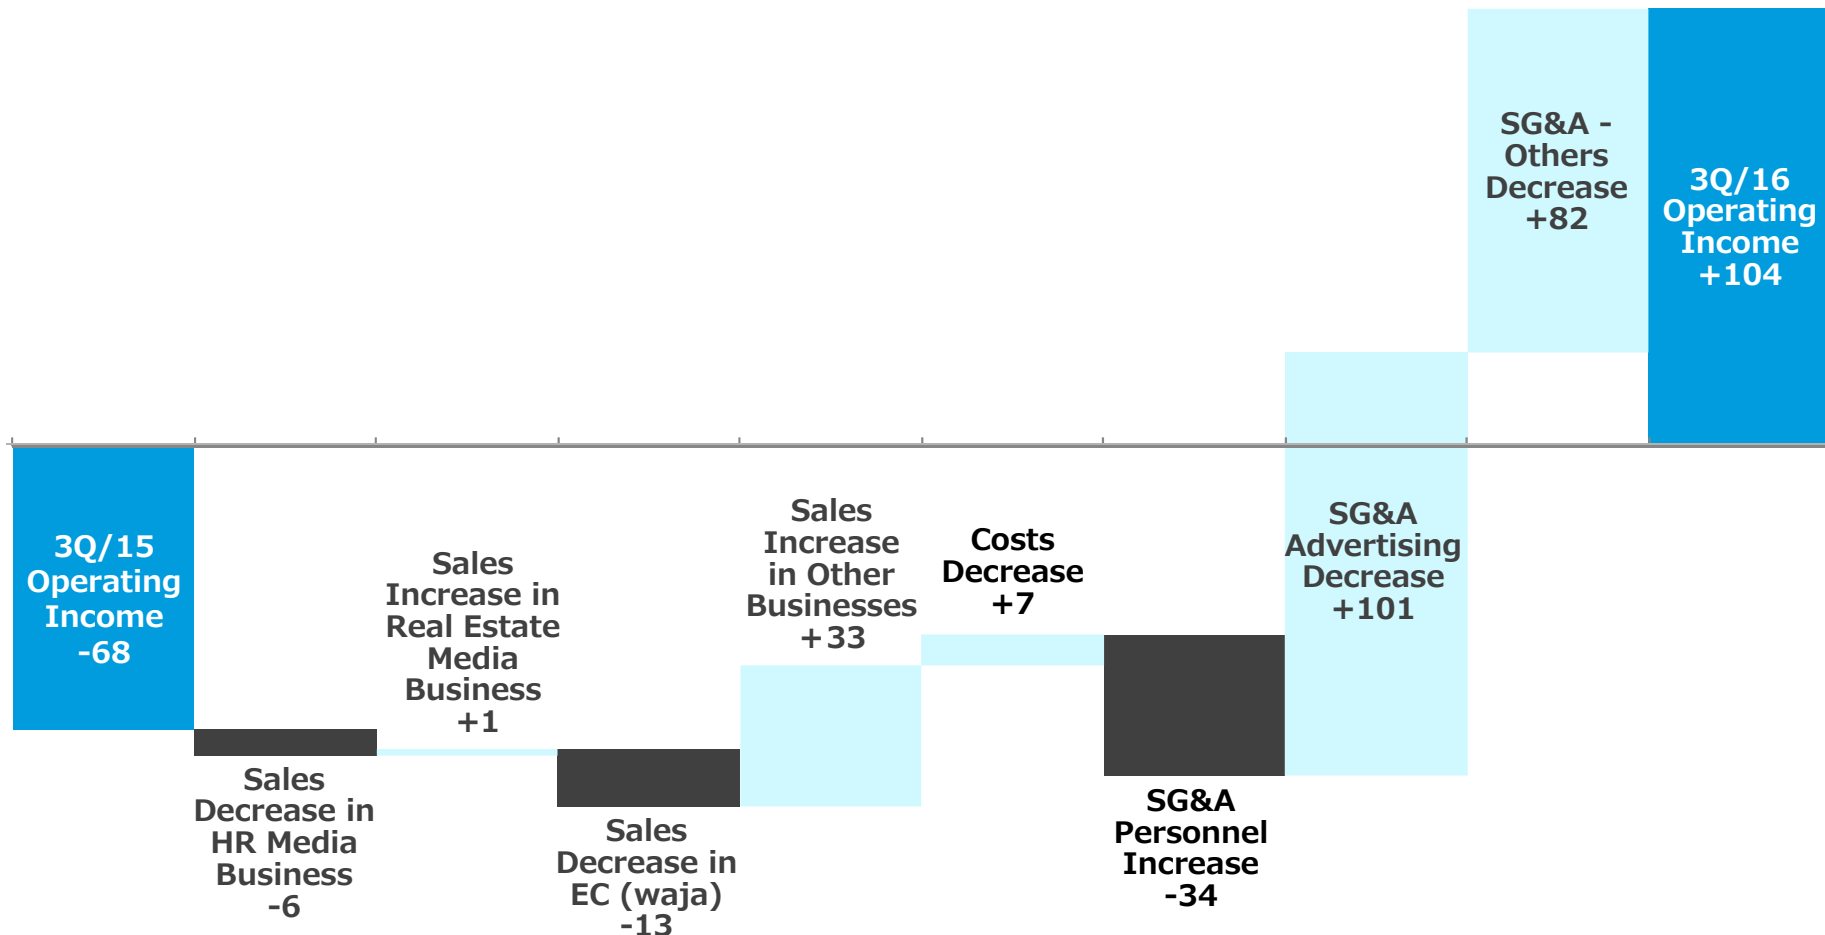 3Q/15
Operating
Income
-68
Sales
Decrease in
HR Media
Business
-6
Sales
Increase in
Real Estate
Media
Business
+1
Sales
Decrease in
EC (waja)
-13
Sales
Increase
in Other
Businesses
+33
Costs
Decrease
+7
SG&A
Personnel
Increase
-34
SG&A
Advertising
Decrease
+101
SG&A -
Others
Decrease
+82
3Q/16
Operating
Income
+104